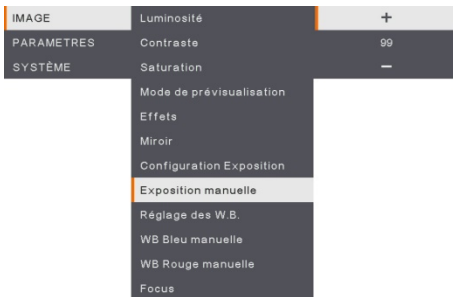 IMAGE
PARAMETRES
SYSTÊME
Luminosité
Contraste
Saturation
Mode de prévisualisation
Effets
Miroir
Configuration Exposition
Exposition manuelle
Réglage des W.B.
WB Bleu manuelle
WB Rouge manuelle
Focus
+
99
−